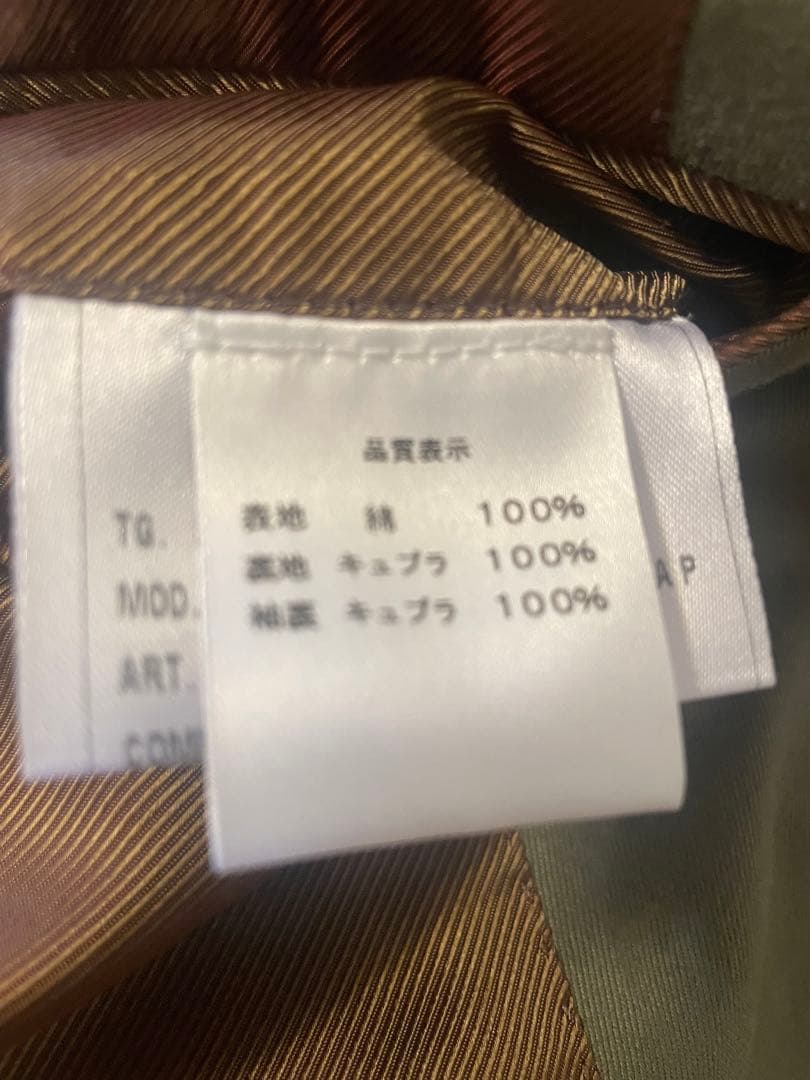 品質表示
表地 綿 100%
裏地 キュプラ 100%
袖裏 キュプラ 100%
TG.
MOD.
ART.
COM
AP